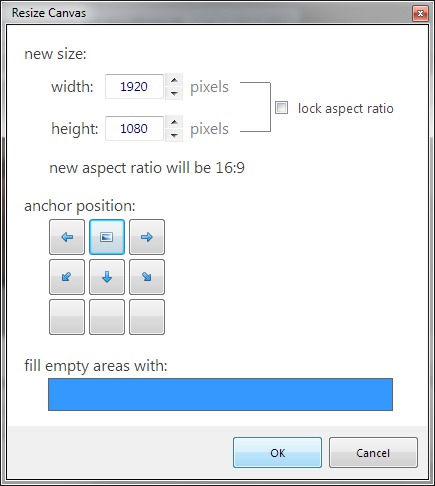 Resize Canvas
new size:
width: 1920 pixels
lock aspect ratio
height: 1080 pixels
new aspect ratio will be 16:9
anchor position:
fill empty areas with:
OK Cancel